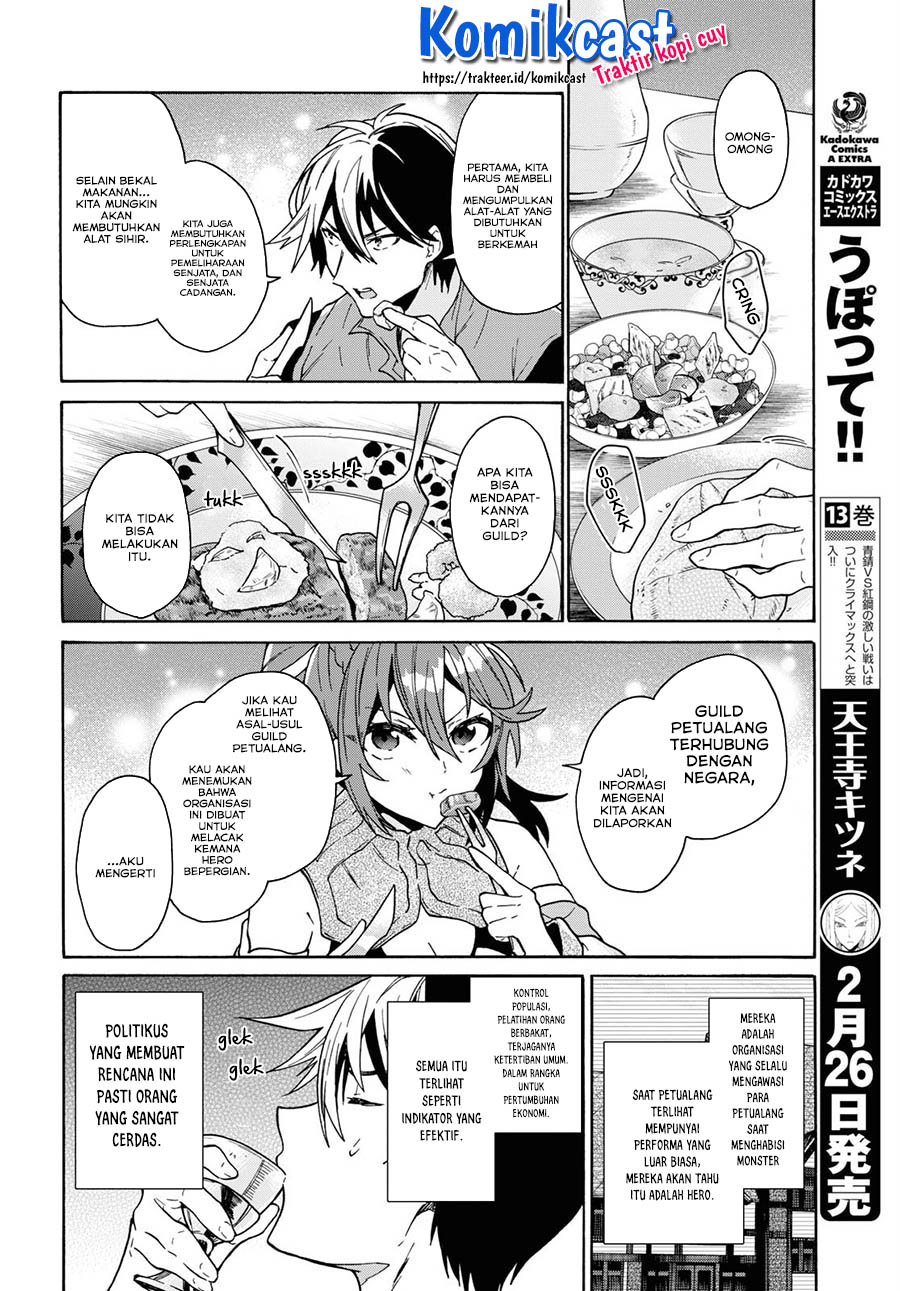 Komikcast
Traktir kopi cuy
https://trakteer.id/komikcast
OMONG-
OMONG
CRING
SSSKKK
PERTAMA, KITA
HARUS MEMBELI
DAN
MENGUMPULKAN
ALAT-ALAT YANG
DIBUTUHKAN
UNTUK
BERKEMAH
SELAIN BEKAL
MAKANAN...
KITA MUNGKIN
AKAN
MEMBUTUHKAN
ALAT SIHIR.
KITA JUGA
MEMBUTUHKAN
PERLENGKAPAN
UNTUK
PEMELIHARAAN
SENJATA, DAN
SENJATA
CADANGAN.
APA KITA
BISA
MENDAPAT-
KANNYA
DARI
GUILD?
ssskkk
tukk
KITA TIDAK
BISA
MELAKUKAN
ITU.
GUILD
PETUALANG
TERHUBUNG
DENGAN
NEGARA,
JADI,
INFORMASI
MENGENAI
KITA AKAN
DILAPORKAN
JIKA KAU
MELIHAT
ASAL-USUL
GUILD
PETUALANG.
KAU AKAN
MENEMUKAN
BAHWA
ORGANISASI
INI DIBUAT
UNTUK
MELACAK
KEMANA
HERO
BEPERGIAN.
...AKU
MENGERTI
MEREKA
ADALAH
ORGANISASI
YANG SELALU
MENGAWASI
PARA
PETUALANG
SAAT
MENGHABISI
MONSTER
SAAT PETUALANG
TERLIHAT
MEMPUNYAI
PERFORMA YANG
LUAR BIASA,
MEREKA AKAN TAHU
ITU ADALAH HERO.
KONTROL
POPULASI,
PELATIHAN ORANG
BERBAKAT,
TERJAGANYA
KETERTIBAN UMUM.
DALAM RANGKA
UNTUK
PERTUMBUHAN
EKONOMI.
SEMUA ITU
TERLIHAT
SEPERTI
INDIKATOR YANG
EFEKTIF.
glek
glek
POLITIKUS
YANG MEMBUAT
RENCANA INI
PASTI ORANG
YANG SANGAT
CERDAS.
Kadokawa
Comics
A EXTRA
カドカワ
コミックス
エースエクストラ
うぽって!!
13巻
青錆VS紅鋼の激しい戦いは
ついにクライマックスへと突
入!!
天王寺キツネ
2月26日発売